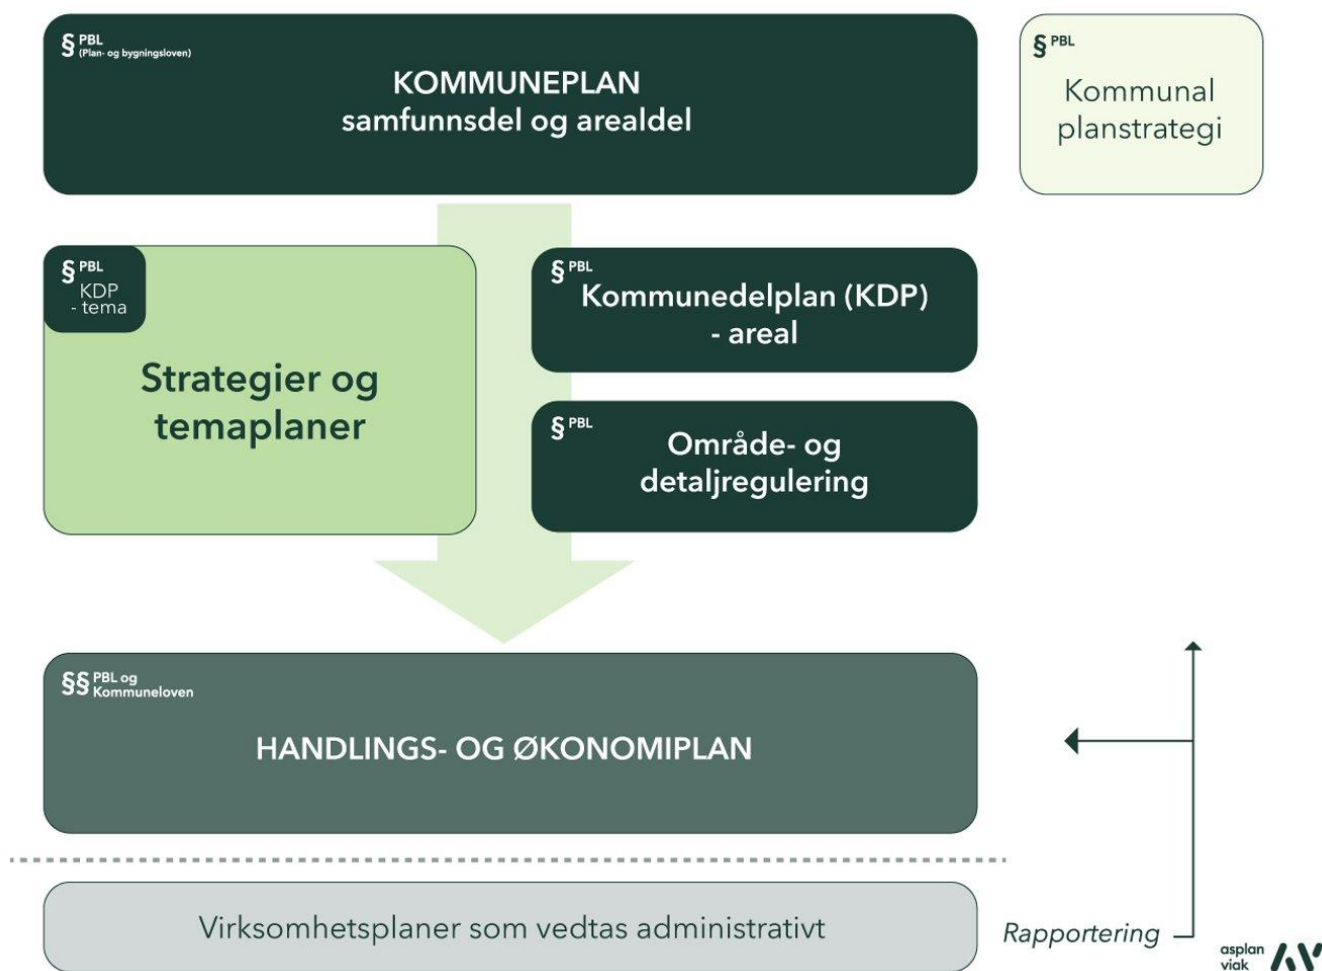 § PBL
(Plan- og bygningsloven)
KOMMUNEPLAN
samfunnsdel og arealdel
§ PBL
Kommunal
planstrategi
§ PBL
KDP
- tema
Strategier og
temaplaner
§ PBL
Kommunedelplan (KDP)
- areal
§ PBL
Område- og
detaljregulering
§§ PBL og
Kommuneloven
HANDLINGS- OG ØKONOMIPLAN
Virksomhetsplaner som vedtas administrativt
Rapportering
asplan
viak